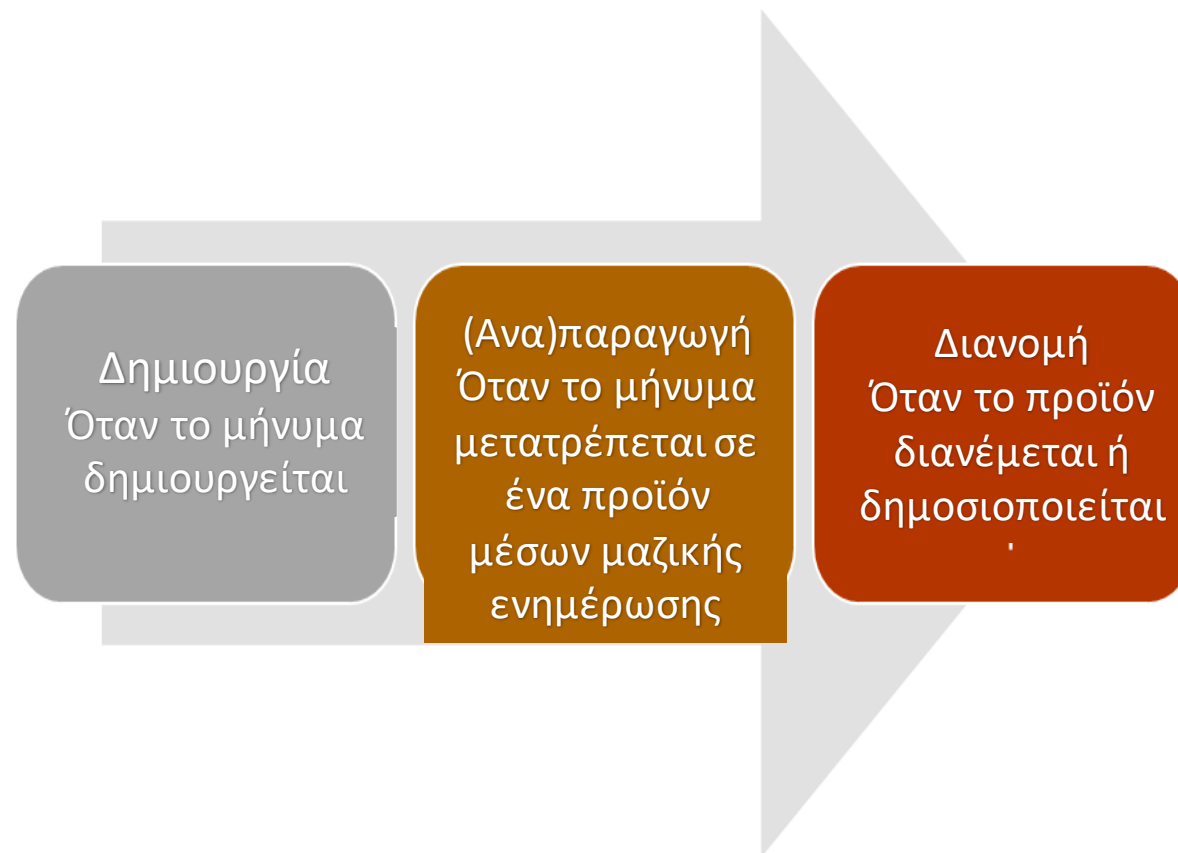 Δημιουργία
Όταν το μήνυμα
δημιουργείται
(Ανα)παραγωγή
Όταν το μήνυμα
μετατρέπεται σε
ένα προϊόν
μέσων μαζικής
ενημέρωσης
Διανομή
Όταν το προϊόν
διανέμεται ή
δημοσιοποιείται